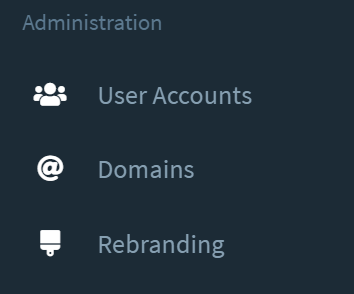 Administration
User Accounts
Domains
Rebranding